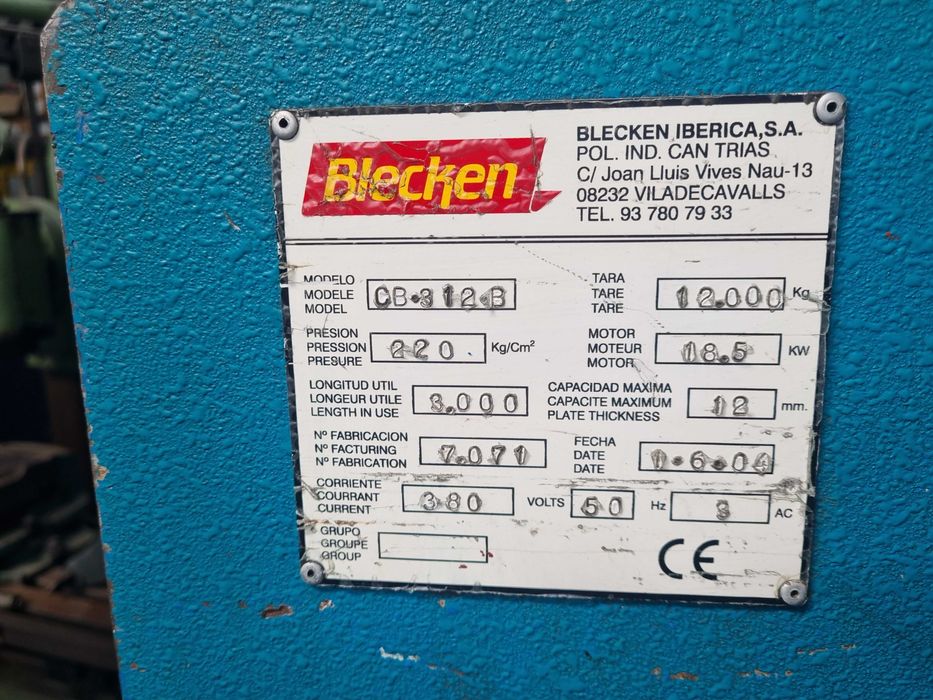 Blecken
BLECKEN IBERICA,S.A.
POL. IND. CAN TRIAS
C/ Joan Lluis Vives Nau-13
08232 VILADECAVALLS
TEL. 93 780 79 33
MODELO
MODELE
MODEL
CB·312·B
TARA
TARE
TARE
12.000 Kg
PRESION
PRESSION
PRESURE
220 Kg/Cm²
MOTOR
MOTEUR
MOTOR
18.5 KW
LONGITUD UTIL
LONGEUR UTILE
LENGTH IN USE
3.000
CAPACIDAD MAXIMA
CAPACITE MAXIMUM
PLATE THICKNESS
12 mm.
Nº FABRICACION
Nº FACTURING
Nº FABRICATION
7.071
FECHA
DATE
DATE
1·6·04
CORRIENTE
COURRANT
CURRENT
380 VOLTS 50 Hz 3 AC
GRUPO
GROUPE
GROUP
CE